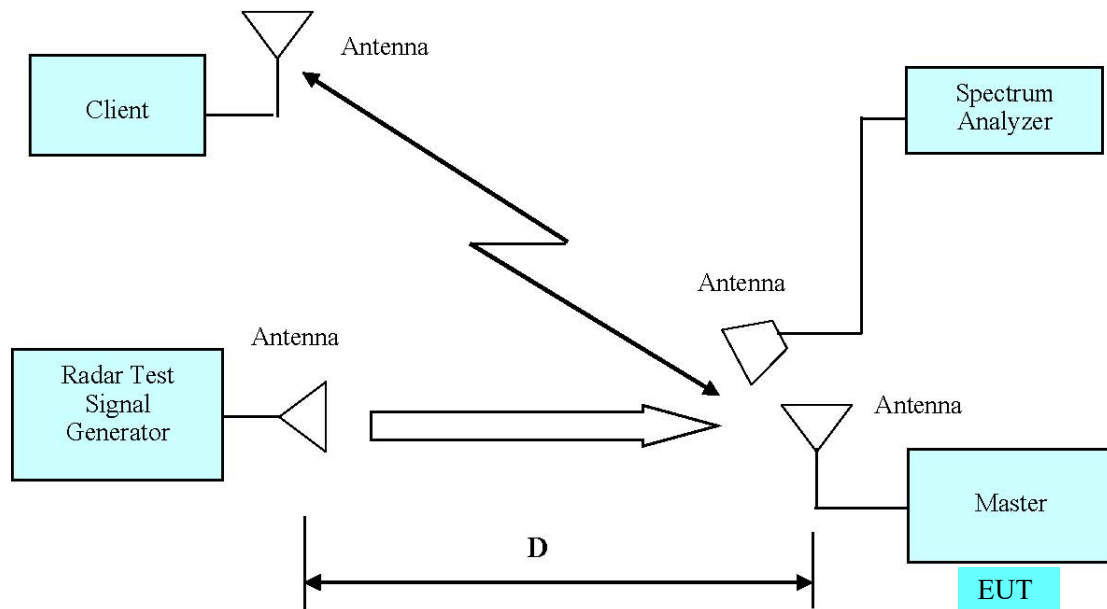 Antenna
Client
Spectrum
Analyzer
Antenna
Antenna
Radar Test
Signal
Generator
Antenna
Master
D
EUT